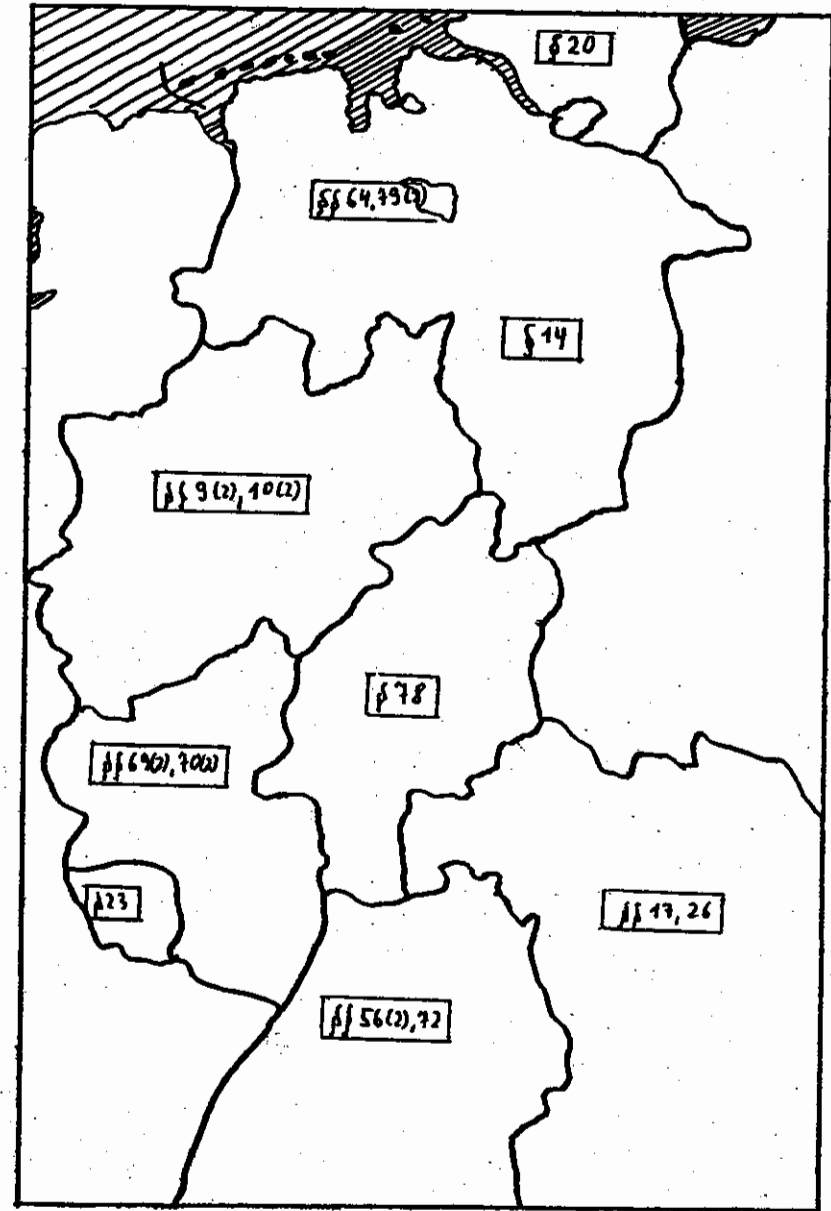 § 20
§§ 64, 79(2)
§ 14
§§ 9(2), 10(2)
§ 78
§§ 69(2), 70(2)
§ 23
§§ 17, 26
§§ 56(2), 72